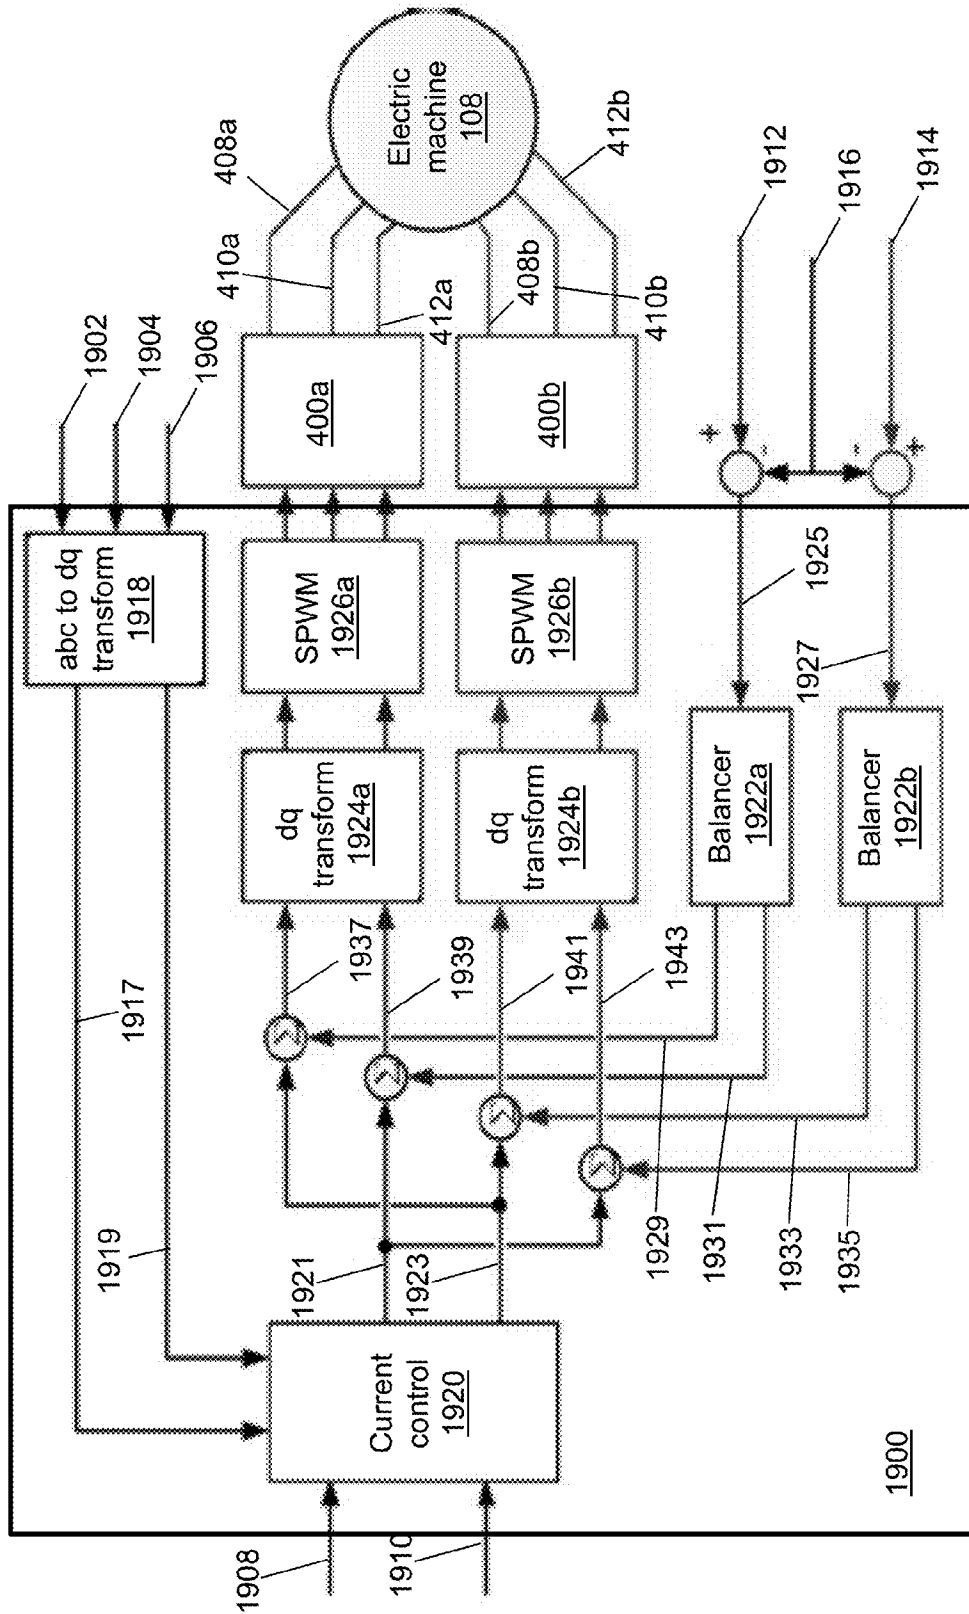 1902
1904
1906
abc to dq
transform
1918
1917
1919
408a
410a
412a
408b
410b
412b
Electric
machine
108
400a
400b
SPWM
1926a
SPWM
1926b
dq
transform
1924a
dq
transform
1924b
1937
1939
1941
1943
1921
1923
Current
control
1920
1908
1910
1912
1916
1914
+
-
-
+
1925
1927
Balancer
1922a
Balancer
1922b
1929
1931
1933
1935
Σ
Σ
Σ
Σ
1900